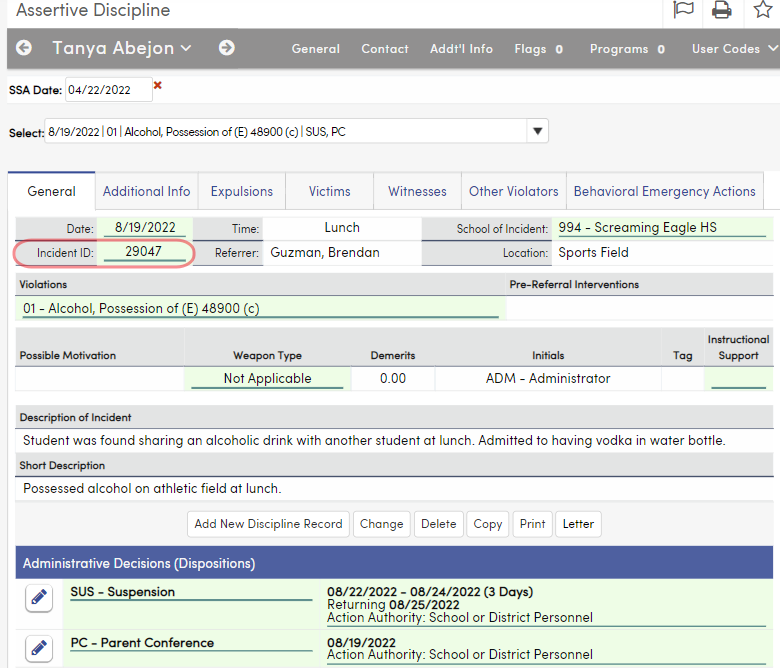 Assertive Discipline
Tanya Abejon General Contact Addt'l Info Flags 0 Programs 0 User Codes
SSA Date: 04/22/2022
Select: 8/19/2022 | 01 | Alcohol, Possession of (E) 48900 (c) | SUS, PC
General Additional Info Expulsions Victims Witnesses Other Violators Behavioral Emergency Actions
Date: 8/19/2022 Time: Lunch School of Incident: 994 - Screaming Eagle HS
Incident ID: 29047 Referrer: Guzman, Brendan Location: Sports Field
Violations Pre-Referral Interventions
01 - Alcohol, Possession of (E) 48900 (c)
Instructional
Possible Motivation Weapon Type Demerits Initials Tag Support
Not Applicable 0.00 ADM - Administrator
Description of Incident
Student was found sharing an alcoholic drink with another student at lunch. Admitted to having vodka in water bottle.
Short Description
Possessed alcohol on athletic field at lunch.
Add New Discipline Record Change Delete Copy Print Letter
Administrative Decisions (Dispositions)
SUS - Suspension 08/22/2022 - 08/24/2022 (3 Days)
Returning 08/25/2022
Action Authority: School or District Personnel
PC - Parent Conference 08/19/2022
Action Authority: School or District Personnel